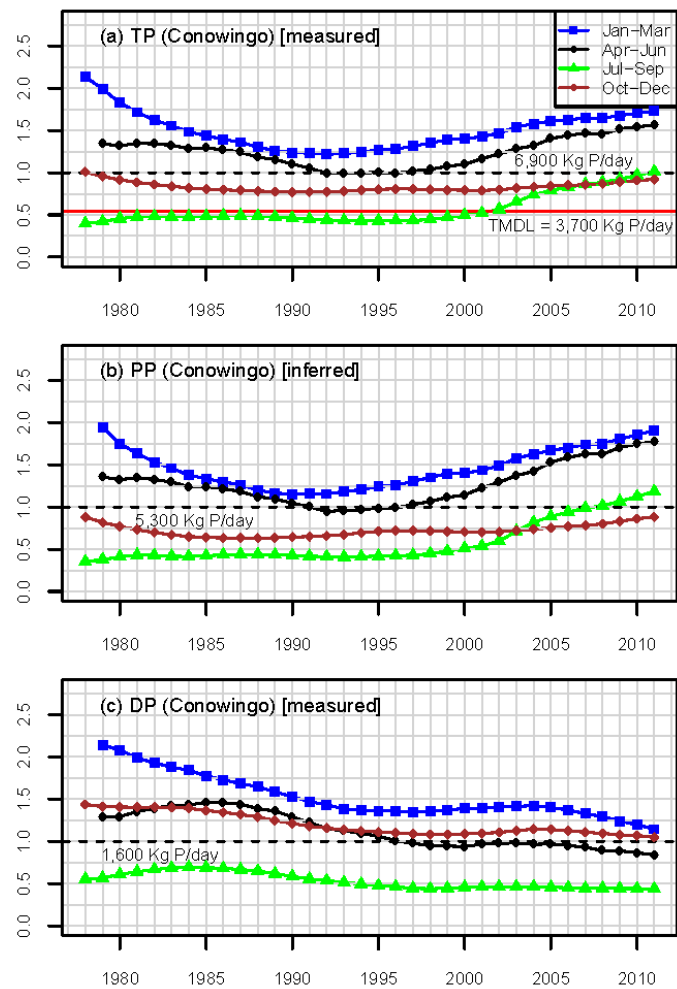 (a) TP (Conowingo) [measured]
Jan−Mar
Apr−Jun
Jul−Sep
Oct−Dec
6,900 Kg P/day
TMDL = 3,700 Kg P/day
0.0 0.5 1.0 1.5 2.0 2.5
1980 1985 1990 1995 2000 2005 2010
(b) PP (Conowingo) [inferred]
5,300 Kg P/day
0.0 0.5 1.0 1.5 2.0 2.5
1980 1985 1990 1995 2000 2005 2010
(c) DP (Conowingo) [measured]
1,600 Kg P/day
0.0 0.5 1.0 1.5 2.0 2.5
1980 1985 1990 1995 2000 2005 2010